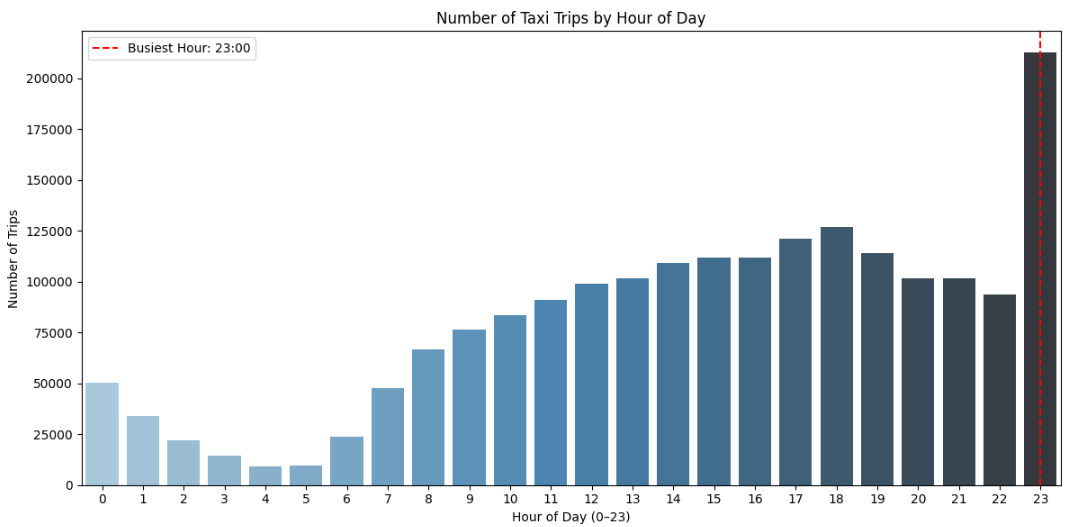 Number of Taxi Trips by Hour of Day
Busiest Hour: 23:00
200000
175000
150000
125000
100000
75000
50000
25000
0
Number of Trips
0 1 2 3 4 5 6 7 8 9 10 11 12 13 14 15 16 17 18 19 20 21 22 23
Hour of Day (0–23)